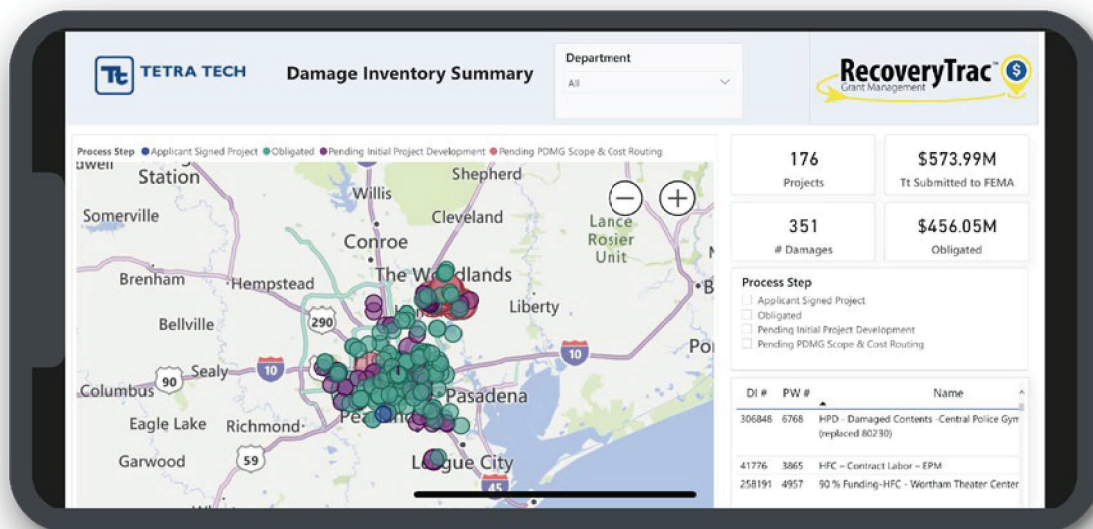 Tt TETRA TECH
Damage Inventory Summary
Department
All
RecoveryTrac™ $
Grant Management
Process Step Applicant Signed Project Obligated Pending Initial Project Development Pending PDMG Scope & Cost Routing
Station
Shepherd
Willis
Somerville
Cleveland
Lance
Rosier
Unit
Conroe
The Woodlands
Brenham
Hempstead
Liberty
Bellville
290
10
Sealy
10
Columbus
90
Pasadena
Eagle Lake
Richmond
Garwood
59
League City
45
176
Projects
$573.99M
Tt Submitted to FEMA
351
# Damages
$456.05M
Obligated
Process Step
Applicant Signed Project
Obligated
Pending Initial Project Development
Pending PDMG Scope & Cost Routing
DI # PW # Name
306848 6768 HPD - Damaged Contents -Central Police Gym
(replaced 80230)
41776 3865 HFC – Contract Labor – EPM
258191 4957 90 % Funding-HFC - Wortham Theater Center